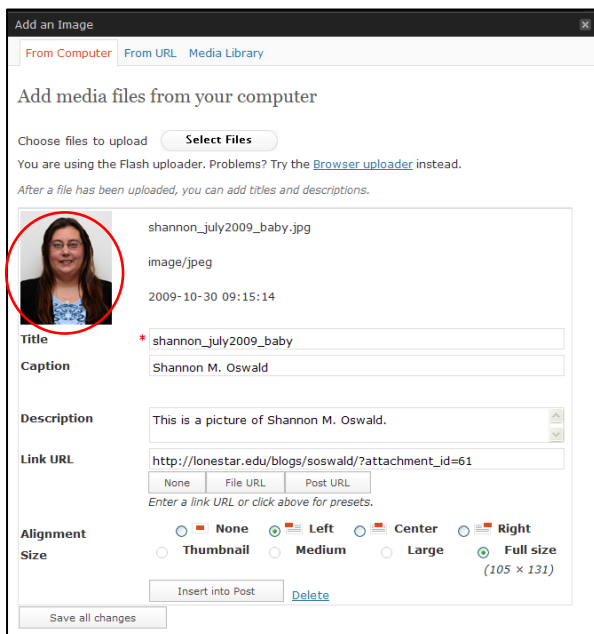 Add an Image
From Computer From URL Media Library
Add media files from your computer
Choose files to upload Select Files
You are using the Flash uploader. Problems? Try the Browser uploader instead.
After a file has been uploaded, you can add titles and descriptions.
shannon_july2009_baby.jpg
image/jpeg
2009-10-30 09:15:14
Title * shannon_july2009_baby
Caption Shannon M. Oswald
Description This is a picture of Shannon M. Oswald.
Link URL http://lonestar.edu/blogs/soswald/?attachment_id=61
None File URL Post URL
Enter a link URL or click above for presets.
Alignment None Left Center Right
Size Thumbnail Medium Large Full size
(105 × 131)
Insert into Post Delete
Save all changes